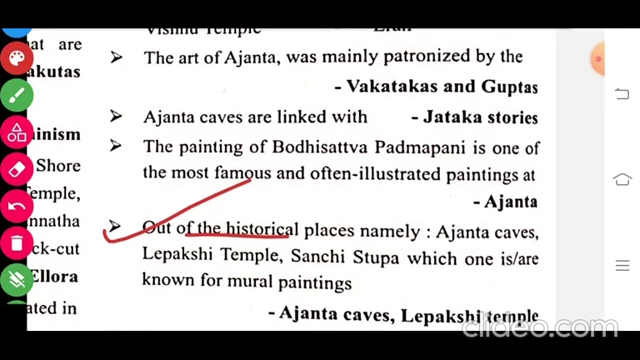 Vishnu Temple
Eran
hat are
akutas
The art of Ajanta, was mainly patronized by the
- Vakatakas and Guptas
Ajanta caves are linked with - Jataka stories
inism
Shore
The painting of Bodhisattva Padmapani is one of
the most famous and often-illustrated paintings at
- Ajanta
emple,
nnatha
ck-cut
Ellora
ated in
Out of the historical places namely : Ajanta caves,
Lepakshi Temple, Sanchi Stupa which one is/are
known for mural paintings
- Ajanta caves, Lepakshi temple
clideo.com